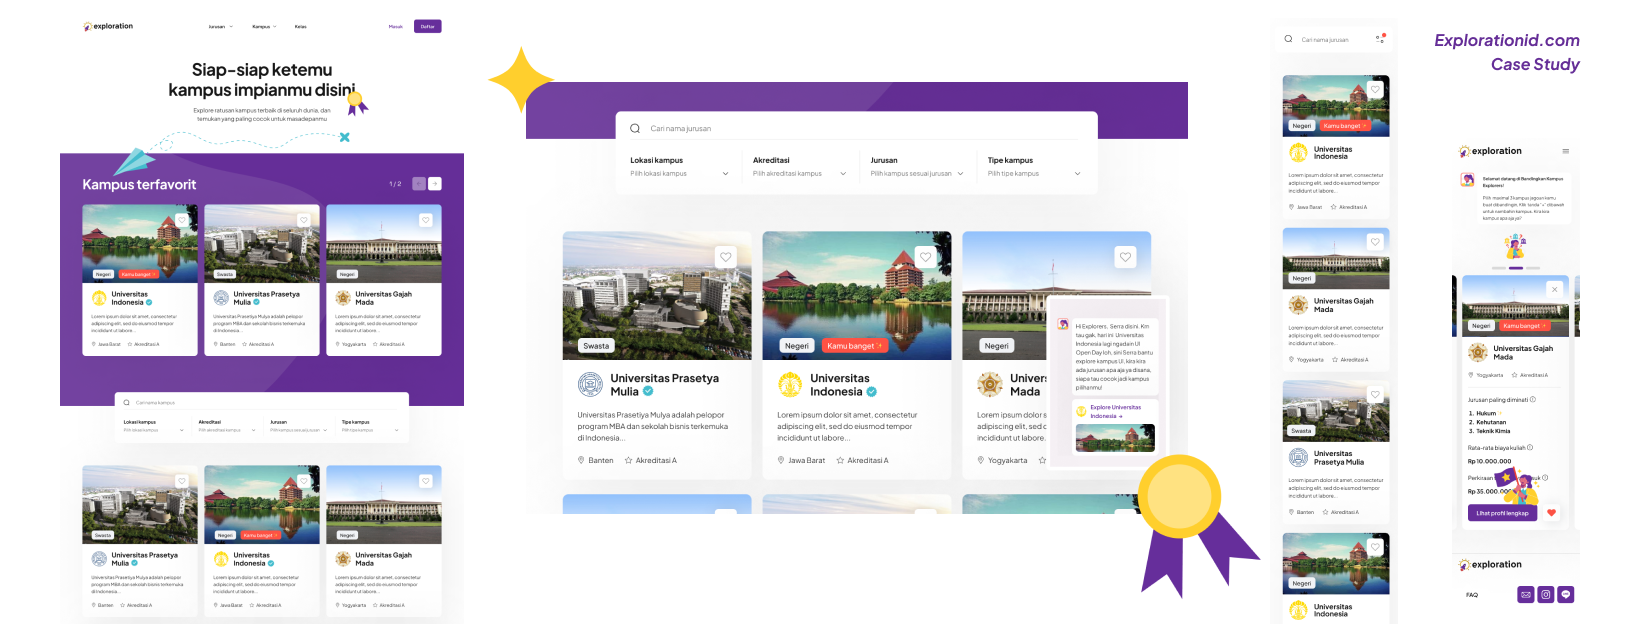 exploration
Jurusan
Kampus
Kelas
Masuk
Daftar
Siap-siap ketemu
kampus impianmu disini
Explore ratusan kampus terbaik di seluruh dunia, dan
temukan yang paling cocok untuk masadepanmu
Kampus terfavorit
1 / 2
Negeri
Kamu banget
Universitas
Indonesia
Lorem ipsum dolor sit amet, consectetur
adipiscing elit, sed do eiusmod tempor
incididunt ut labore...
Jawa Barat
Akreditasi A
Swasta
Universitas Prasetya
Mulia
Universitas Prasetiya Mulya adalah pelopor
program MBA dan sekolah bisnis terkemuka
di Indonesia...
Banten
Akreditasi A
Negeri
Universitas Gajah
Mada
Lorem ipsum dolor sit amet, consectetur
adipiscing elit, sed do eiusmod tempor
incididunt ut labore...
Yogyakarta
Akreditasi A
Cari nama kampus
Lokasi kampus
Pilih lokasi kampus
Akreditasi
Pilih akreditasi kampus
Jurusan
Pilih kampus sesuai jurusan
Tipe kampus
Pilih tipe kampus
Swasta
Universitas Prasetya
Mulia
Universitas Prasetiya Mulya adalah pelopor
program MBA dan sekolah bisnis terkemuka
di Indonesia...
Banten
Akreditasi A
Negeri
Kamu banget
Universitas
Indonesia
Lorem ipsum dolor sit amet, consectetur
adipiscing elit, sed do eiusmod tempor
incididunt ut labore...
Jawa Barat
Akreditasi A
Negeri
Universitas Gajah
Mada
Lorem ipsum dolor sit amet, consectetur
adipiscing elit, sed do eiusmod tempor
incididunt ut labore...
Yogyakarta
Akreditasi A
Cari nama jurusan
Lokasi kampus
Pilih lokasi kampus
Akreditasi
Pilih akreditasi kampus
Jurusan
Pilih kampus sesuai jurusan
Tipe kampus
Pilih tipe kampus
Swasta
Universitas Prasetya
Mulia
Universitas Prasetiya Mulya adalah pelopor
program MBA dan sekolah bisnis terkemuka
di Indonesia...
Banten
Akreditasi A
Negeri
Kamu banget
Universitas
Indonesia
Lorem ipsum dolor sit amet, consectetur
adipiscing elit, sed do eiusmod tempor
incididunt ut labore...
Jawa Barat
Akreditasi A
Negeri
Univers
Mada
Lorem ipsum dolor s
adipiscing elit, sed do
incididunt ut labore...
Yogyakarta
Hi Explorers, Serra disini. Km
tau gak, hari ini Universitas
Indonesia lagi ngadain UI
Open Day loh, sini Serra bantu
explore kampus UI, kira kira
ada jurusan apa aja ya disana,
siapa tau cocok jadi kampus
pilihanmu!
Explore Universitas
Indonesia →
Cari nama jurusan
Negeri
Kamu banget
Universitas
Indonesia
Lorem ipsum dolor sit amet, consectetur
adipiscing elit, sed do eiusmod tempor
incididunt ut labore...
Jawa Barat
Akreditasi A
Negeri
Universitas Gajah
Mada
Lorem ipsum dolor sit amet, consectetur
adipiscing elit, sed do eiusmod tempor
incididunt ut labore...
Yogyakarta
Akreditasi A
Swasta
Universitas
Prasetya Mulia
Lorem ipsum dolor sit amet, consectetur
adipiscing elit, sed do eiusmod tempor
incididunt ut labore...
Banten
Akreditasi A
Negeri
Universitas
Indonesia
Explorationid.com
Case Study
exploration
Selamat datang di Bandingkan Kampus
Explorers!
Pilih maximal 3 kampus jagoan kamu
buat dibandingin. Klik tanda "+" dibawah
untuk nambahin kampus. Kira kira
kampus apa aja ya?
Negeri
Kamu banget
Universitas Gajah
Mada
Yogyakarta
Akreditasi A
Jurusan paling diminati
1. Hukum
2. Kehutanan
3. Teknik Kimia
Rata-rata biaya kuliah
Rp 10.000.000
Perkiraan
uk
Rp 35.000.000
Lihat profil lengkap
exploration
FAQ